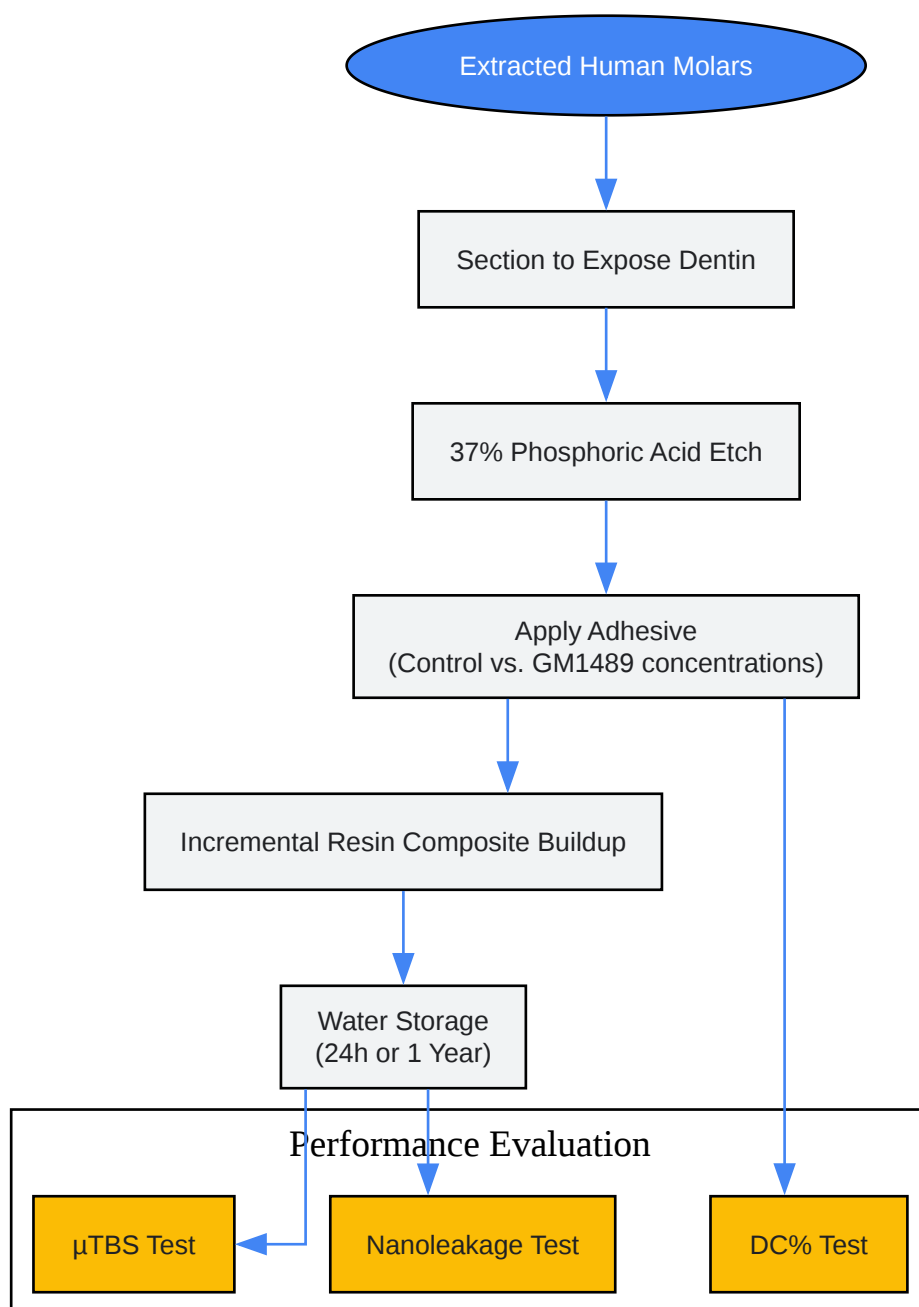 Extracted Human Molars
Section to Expose Dentin
37% Phosphoric Acid Etch
Apply Adhesive
(Control vs. GM1489 concentrations)
Incremental Resin Composite Buildup
Water Storage
(24h or 1 Year)
Performance Evaluation
µTBS Test
Nanoleakage Test
DC% Test